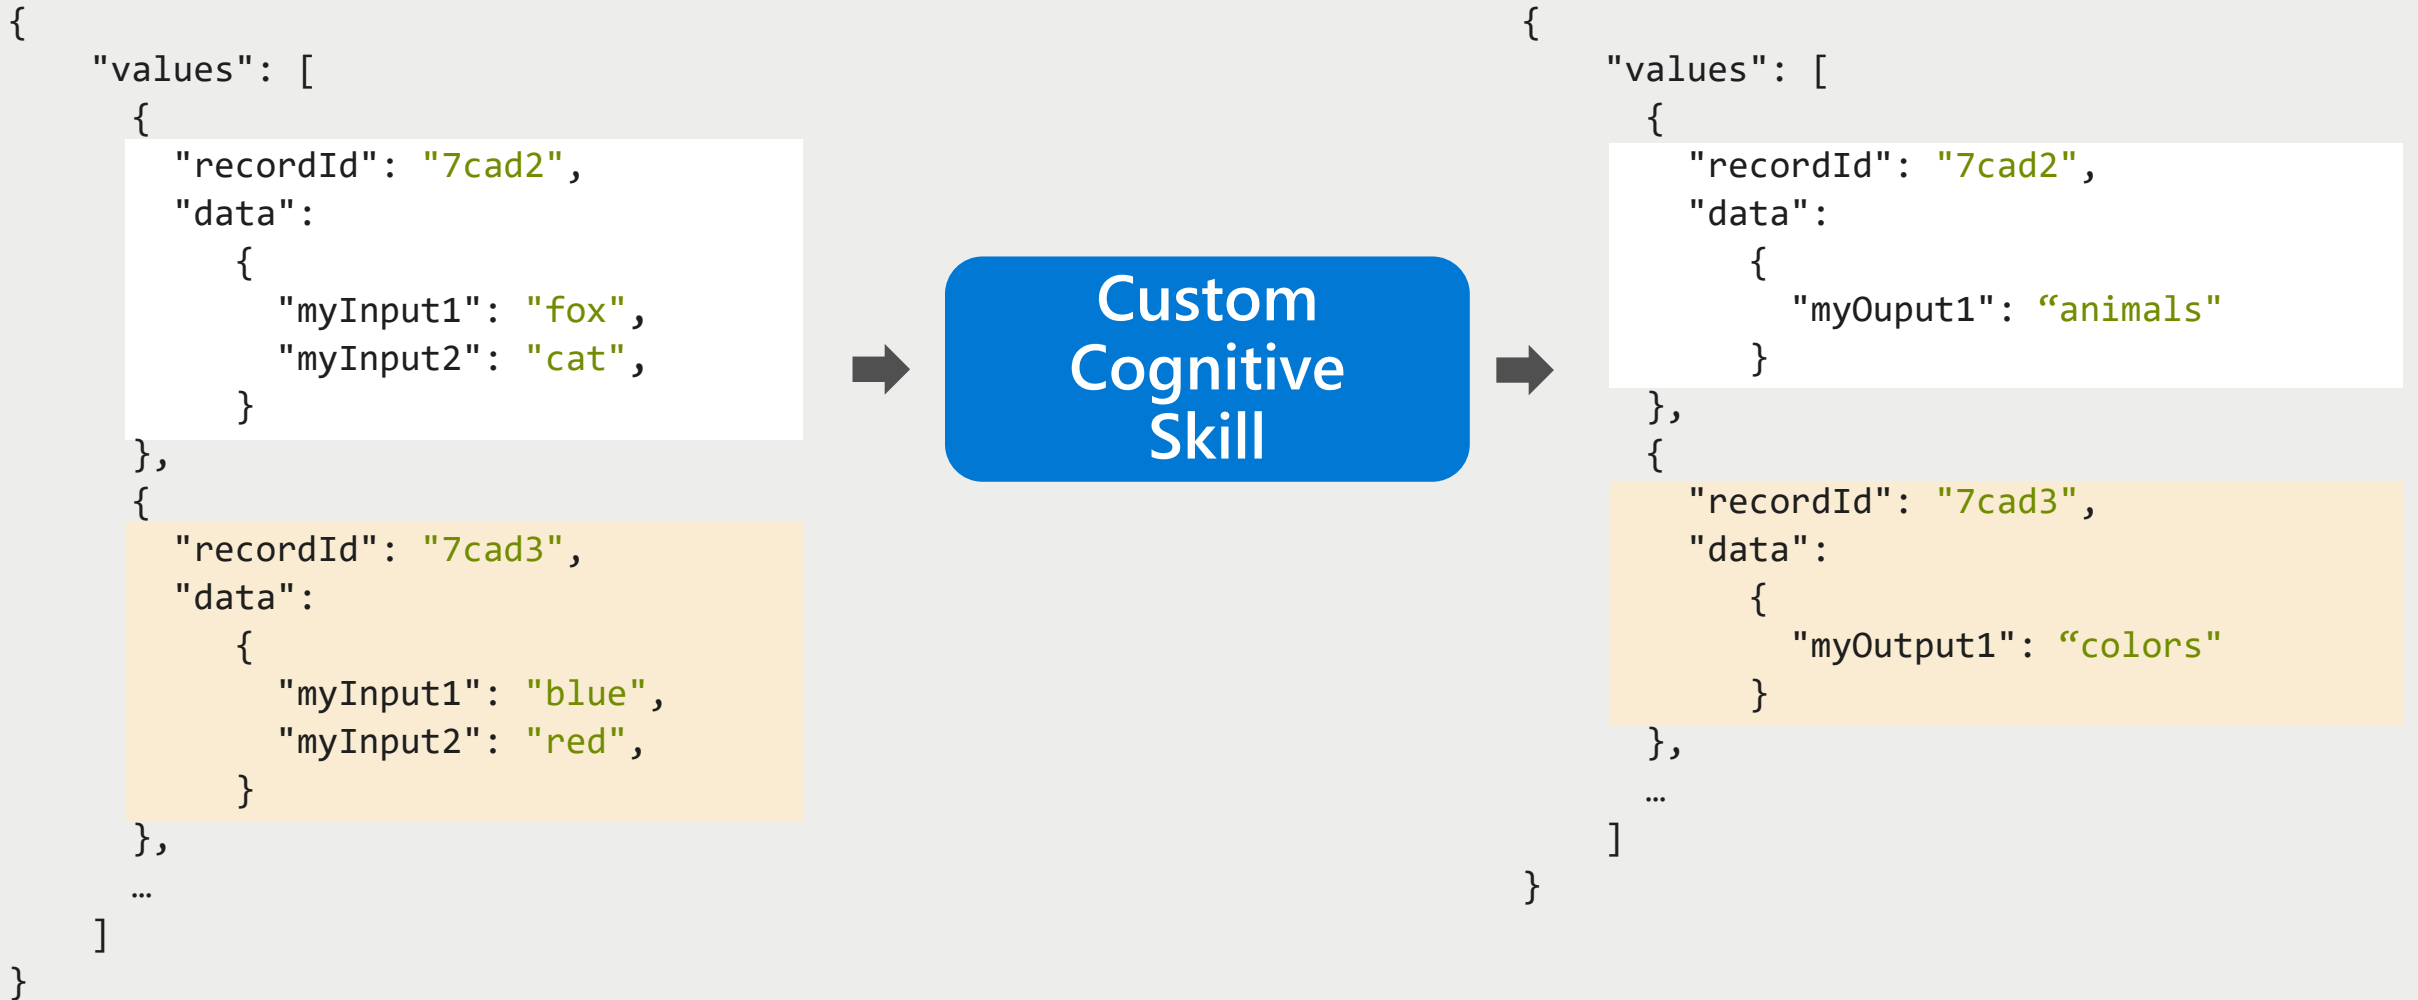 {
"values": [
{
"recordId": "7cad2",
"data":
{
"myInput1": "fox",
"myInput2": "cat",
}
},
{
"recordId": "7cad3",
"data":
{
"myInput1": "blue",
"myInput2": "red",
}
},
…
]
}
Custom
Cognitive
Skill
{
"values": [
{
"recordId": "7cad2",
"data":
{
"myOuput1": “animals"
}
},
{
"recordId": "7cad3",
"data":
{
"myOutput1": “colors"
}
},
…
]
}